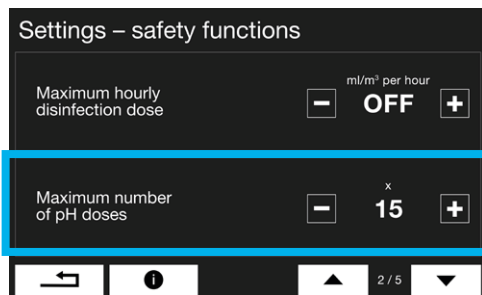 Settings – safety functions
Maximum hourly
disinfection dose
ml/m³ per hour
OFF
Maximum number
of pH doses
x
15
2/5